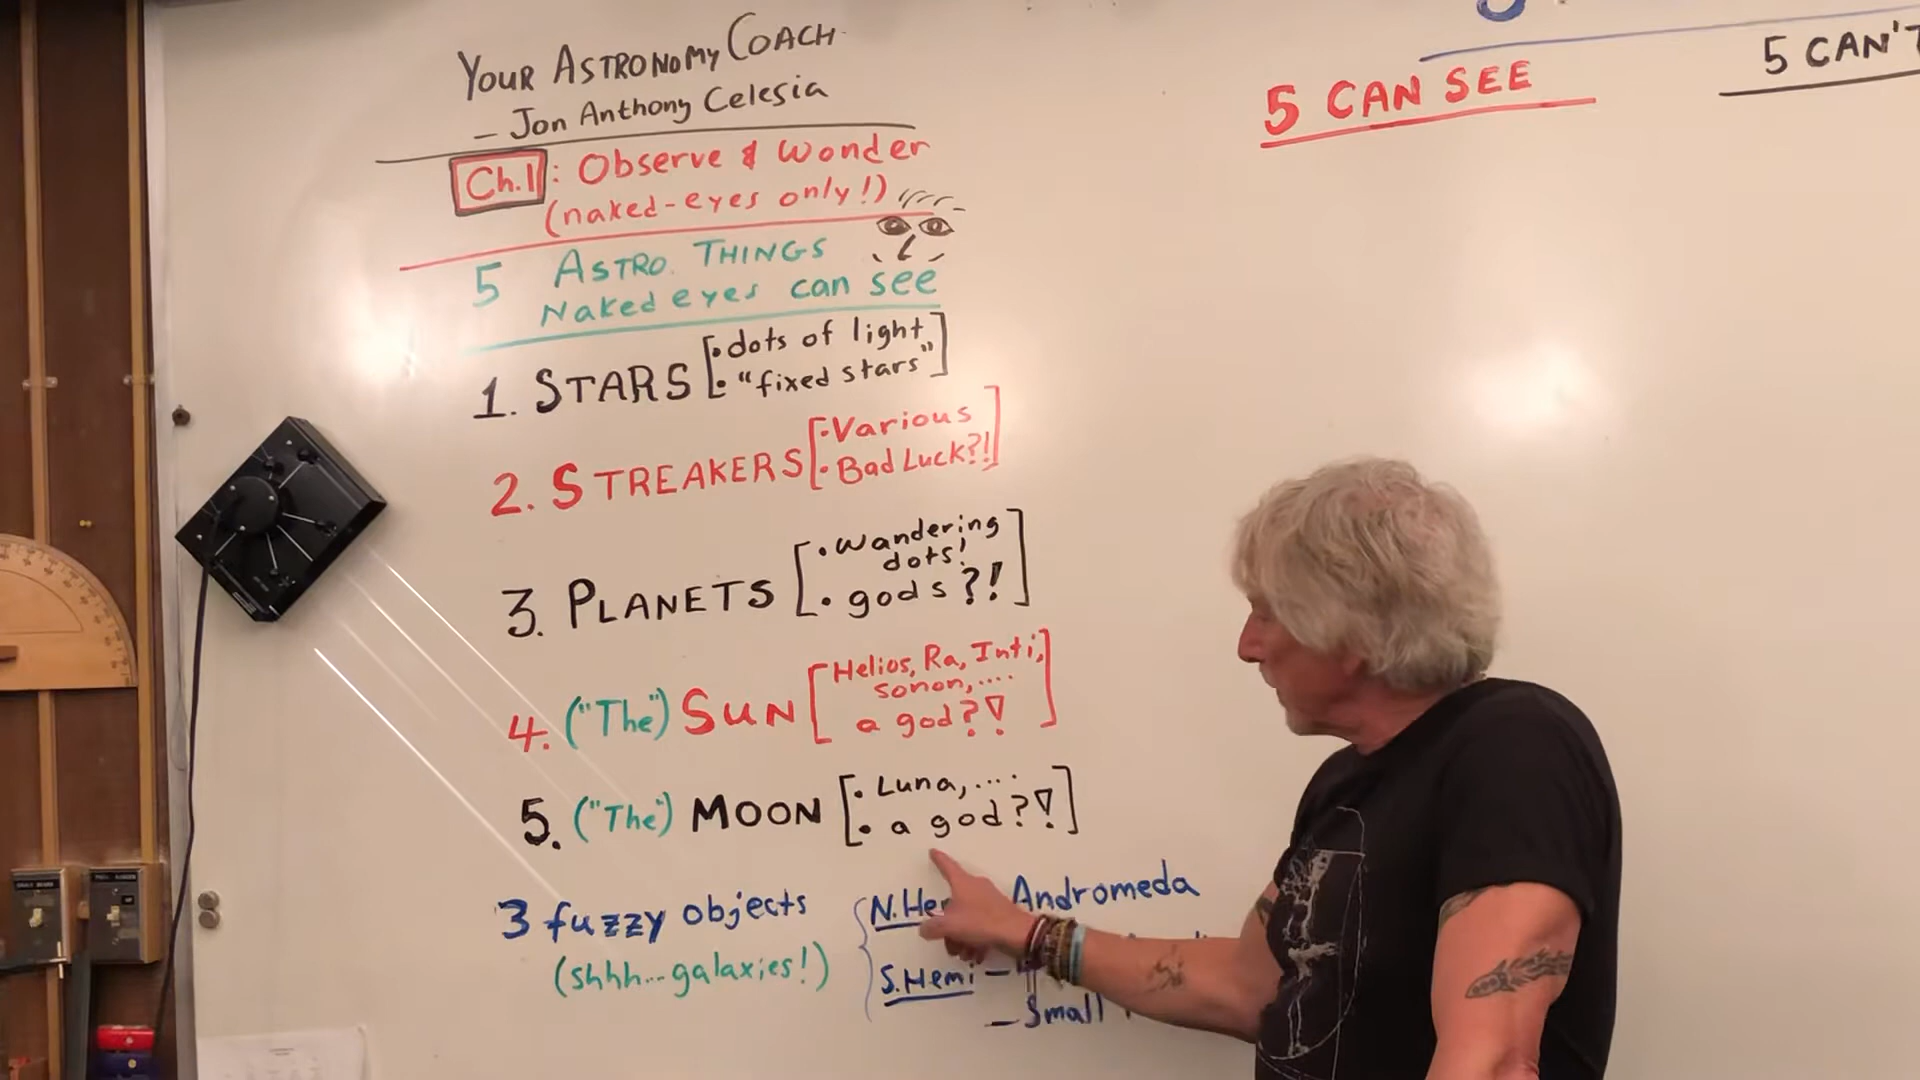 YOUR ASTRONOMY COACH
– Jon Anthony Celesia
Ch.1: Observe & Wonder
(naked-eyes only!)
5 ASTRO. THINGS
Naked eyes can see
1. STARS [• dots of light
• "fixed stars"]
2. STREAKERS [• Various
• Bad Luck?!]
3. PLANETS [• Wandering
dots!
• gods?!]
4. ("The") SUN [Helios, Ra, Inti,
Sonon, ....
a god?!]
5. ("The") MOON [• Luna, ...
• a god?!]
3 fuzzy objects
(shhh... galaxies!)
N. Andromeda
S. Hemi –
– Small
5 CAN SEE
5 CAN'T